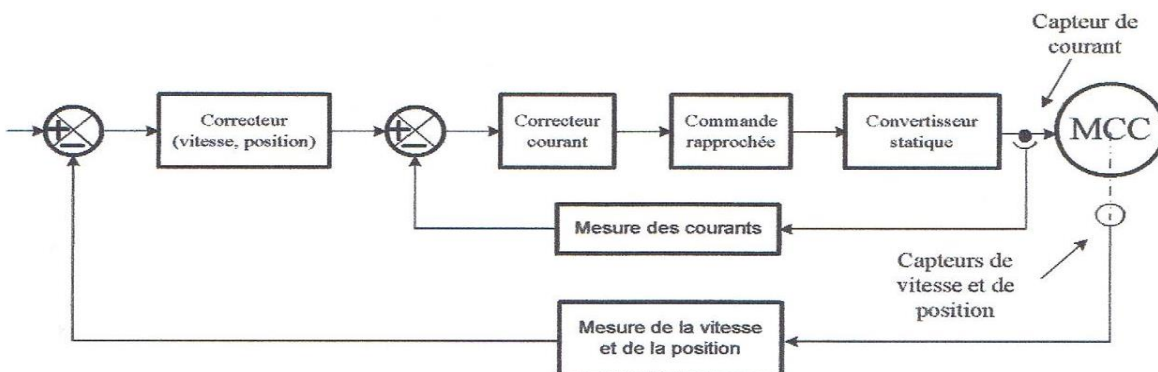 Capteur de
courant
Correcteur
(vitesse, position)
Correcteur
courant
Commande
rapprochée
Convertisseur
statique
MCC
Mesure des courants
Capteurs de
vitesse et de
position
Mesure de la vitesse
et de la position